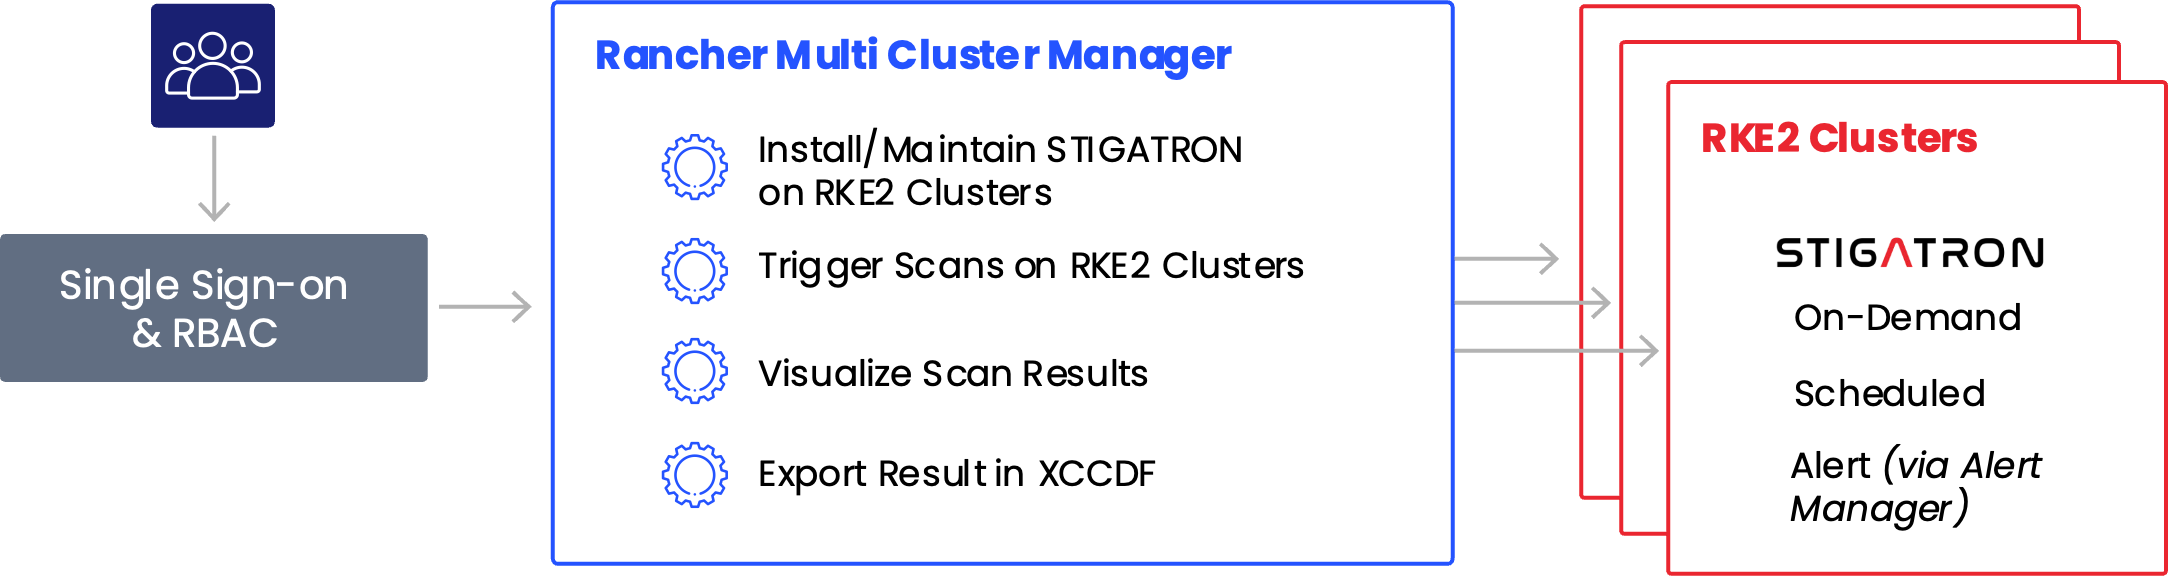 Single Sign-on
& RBAC
Rancher Multi Cluster Manager
Install/Maintain STIGATRON
on RKE2 Clusters
Trigger Scans on RKE2 Clusters
Visualize Scan Results
Export Result in XCCDF
RKE2 Clusters
STIGATRON
On-Demand
Scheduled
Alert (via Alert
Manager)